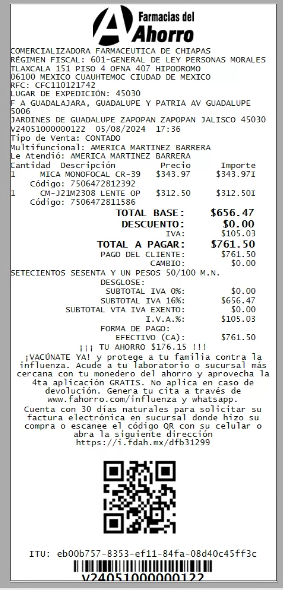 Farmacias del
Ahorro
COMERCIALIZADORA FARMACEUTICA DE CHIAPAS
RÉGIMEN FISCAL: 601-GENERAL DE LEY PERSONAS MORALES
TLAXCALA 151 PISO 4 OFNA 407 HIPODROMO
06100 MEXICO CUAUHTEMOC CIUDAD DE MEXICO
RFC: CFC110121742
LUGAR DE EXPEDICIÓN: 45030
F A GUADALAJARA, GUADALUPE Y PATRIA AV GUADALUPE
5006
JARDINES DE GUADALUPE ZAPOPAN ZAPOPAN JALISCO 45030
V24051000000122 05/08/2024 17:36
Tipo de Venta: CONTADO
Multifuncional: AMERICA MARTINEZ BARRERA
Le Atendió: AMERICA MARTINEZ BARRERA
Cantidad Descripción Precio Importe
1 MICA MONOFOCAL CR-39 $343.97 $343.97I
Código: 7506472812392
1 CM-J21M2308 LENTE OP $312.50 $312.50I
Código: 7506472811586
TOTAL BASE: $656.47
DESCUENTO: $0.00
IVA: $105.03
TOTAL A PAGAR: $761.50
PAGO DEL CLIENTE: $761.50
CAMBIO: $0.00
SETECIENTOS SESENTA Y UN PESOS 50/100 M.N.
DESGLOSE:
SUBTOTAL IVA 0%: $0.00
SUBTOTAL IVA 16%: $656.47
SUBTOTAL VTA IVA EXENTO: $0.00
I.V.A.%: $105.03
FORMA DE PAGO:
EFECTIVO (CA): $761.50
¡¡¡ TU AHORRO $176.15 !!!
¡VACÚNATE YA! y protege a tu familia contra la
influenza. Acude a tu laboratorio o sucursal más
cercana con tu monedero del ahorro y aprovecha la
4ta aplicación GRATIS. No aplica en caso de
devolución. Genera tu cita a través de
www.fahorro.com/influenza y whatsapp.
Cuenta con 30 días naturales para solicitar su
factura electrónica en sucursal donde hizo su
compra o escanee el código QR con su celular o
abra la siguiente dirección
https://i.fdah.mx/dfb31299
ITU: eb00b757-8353-ef11-84fa-08d40c45ff3c
V24051000000122